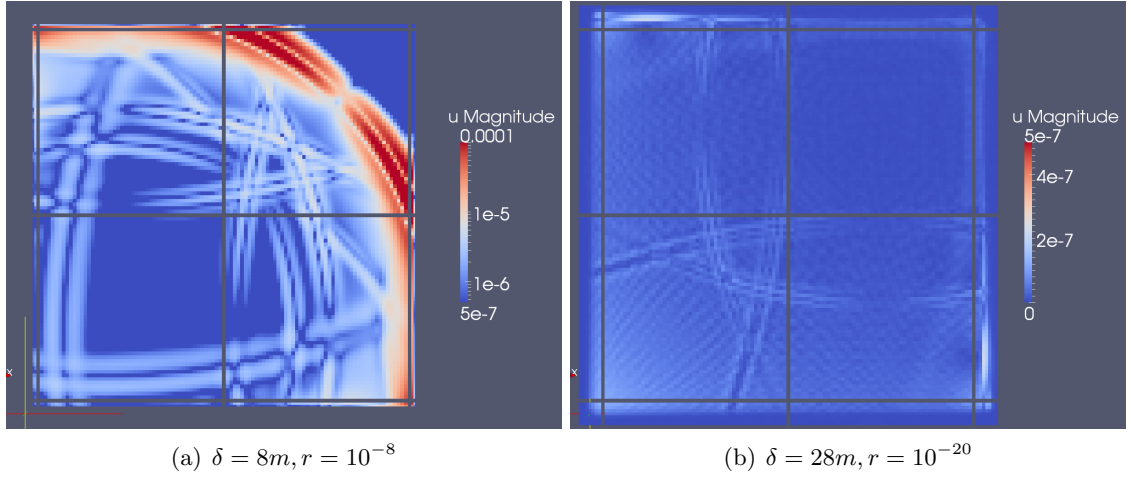 u Magnitude
0.0001
1e-5
1e-6
5e-7
x
u Magnitude
5e-7
4e-7
2e-7
0
x
(a) δ = 8m, r = 10⁻⁸
(b) δ = 28m, r = 10⁻²⁰